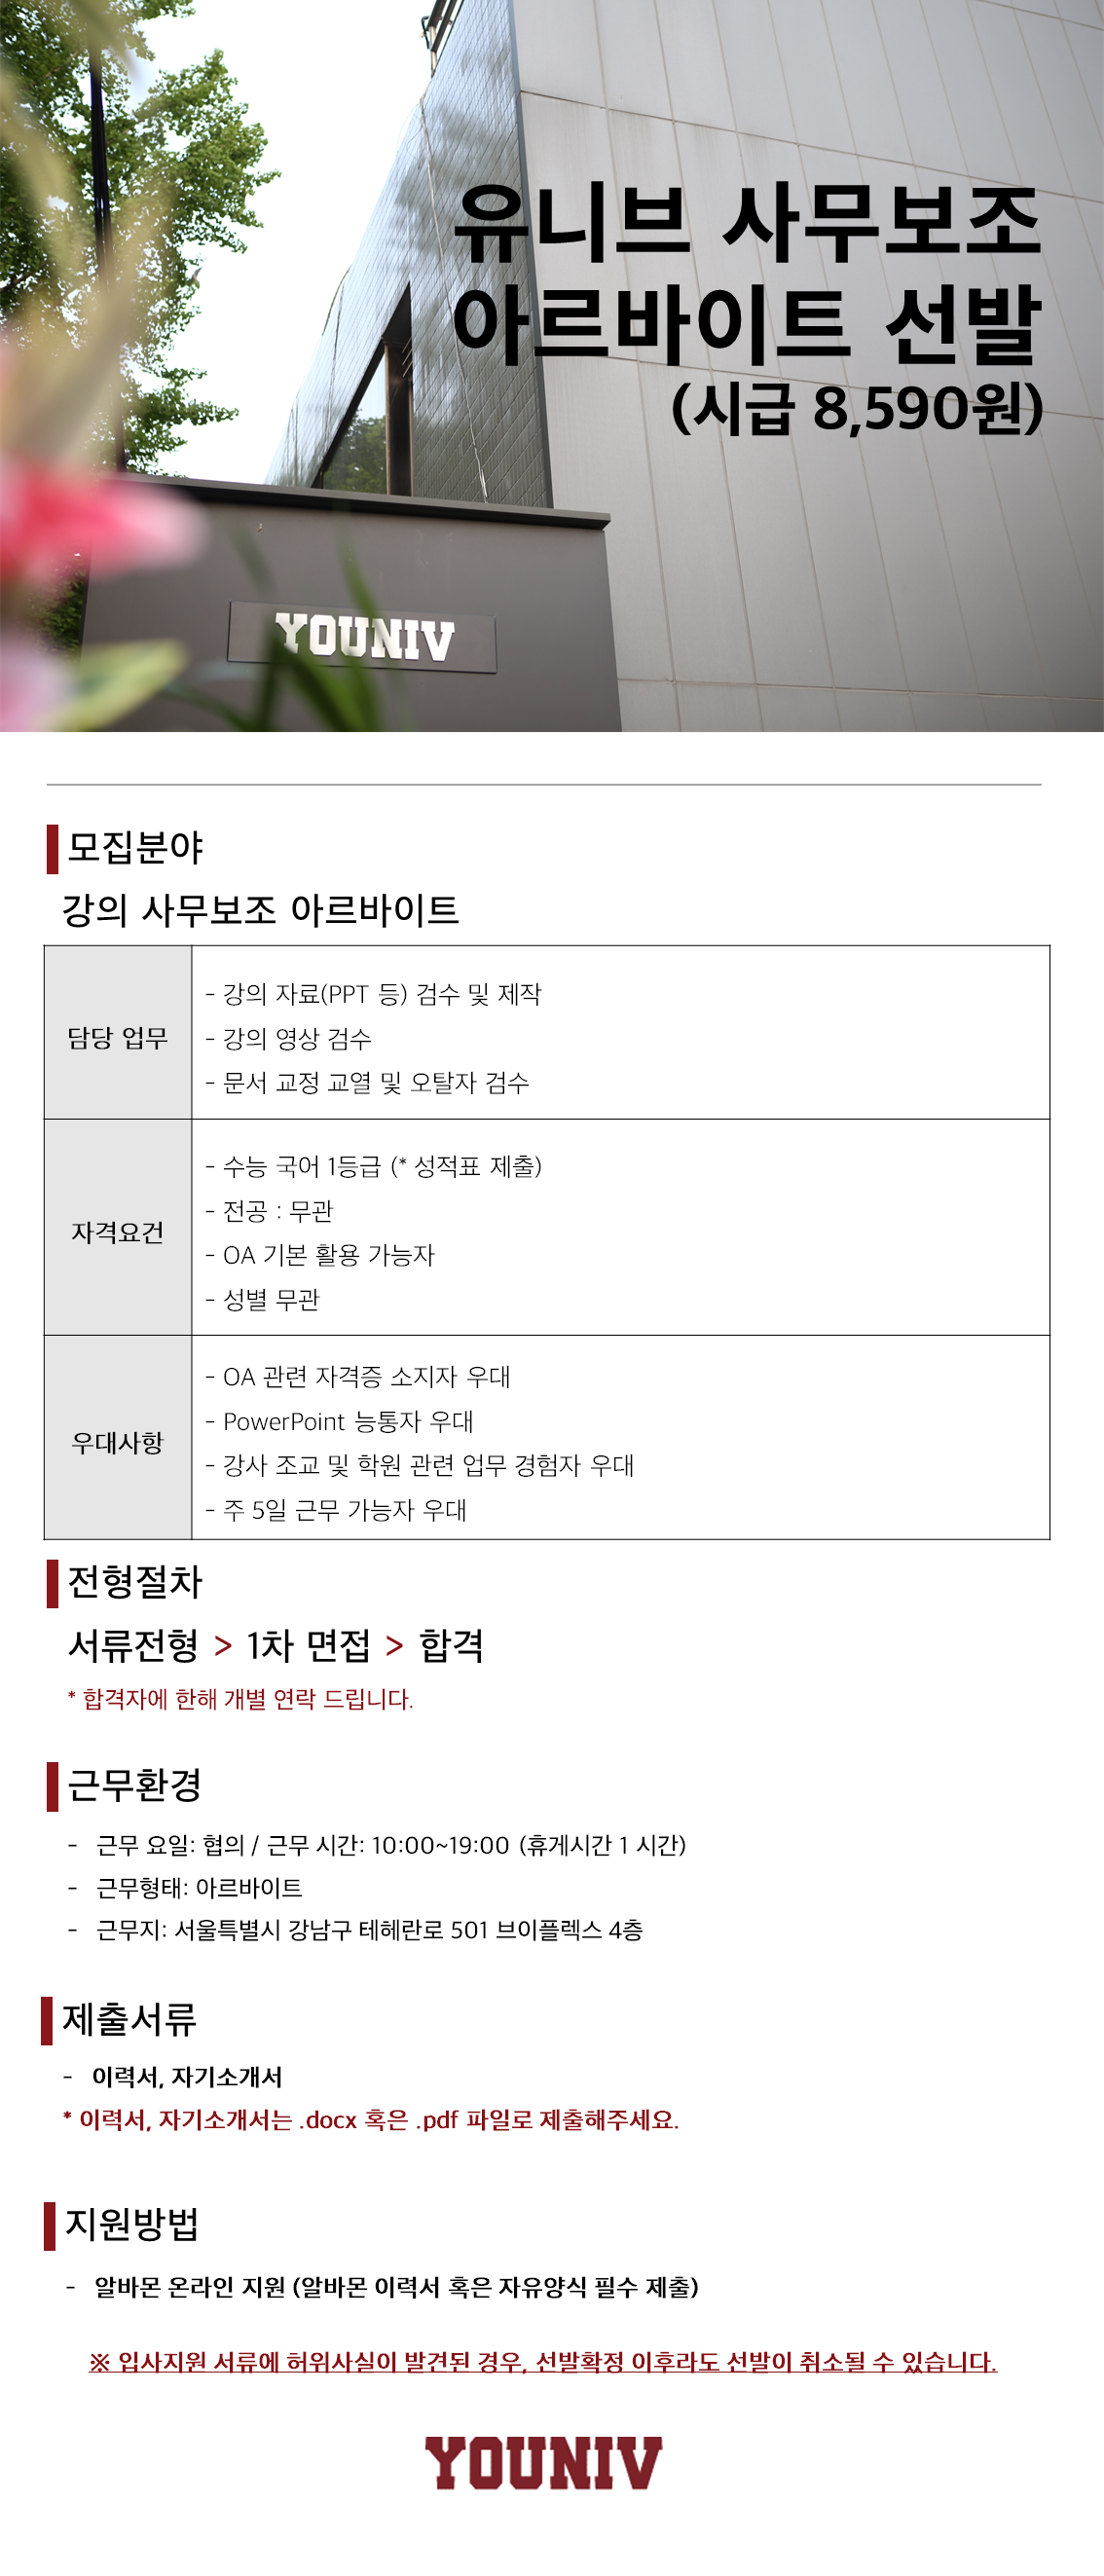 유니브 사무보조
아르바이트 선발
(시급 8,590원)
YOUNIV
모집분야
강의 사무보조 아르바이트
담당 업무
- 강의 자료(PPT 등) 검수 및 제작
- 강의 영상 검수
- 문서 교정 교열 및 오탈자 검수
자격요건
- 수능 국어 1등급 (* 성적표 제출)
- 전공 : 무관
- OA 기본 활용 가능자
- 성별 무관
우대사항
- OA 관련 자격증 소지자 우대
- PowerPoint 능통자 우대
- 강사 조교 및 학원 관련 업무 경험자 우대
- 주 5일 근무 가능자 우대
전형절차
서류전형 > 1차 면접 > 합격
* 합격자에 한해 개별 연락 드립니다.
근무환경
- 근무 요일: 협의 / 근무 시간: 10:00~19:00 (휴게시간 1 시간)
- 근무형태: 아르바이트
- 근무지: 서울특별시 강남구 테헤란로 501 브이플렉스 4층
제출서류
- 이력서, 자기소개서
* 이력서, 자기소개서는 .docx 혹은 .pdf 파일로 제출해주세요.
지원방법
- 알바몬 온라인 지원 (알바몬 이력서 혹은 자유양식 필수 제출)
※ 입사지원 서류에 허위사실이 발견된 경우, 선발확정 이후라도 선발이 취소될 수 있습니다.
YOUNIV